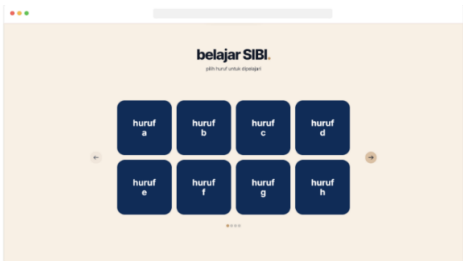 belajar SIBI.
pilih huruf untuk dipelajari
huruf
a
huruf
b
huruf
c
huruf
d
huruf
e
huruf
f
huruf
g
huruf
h